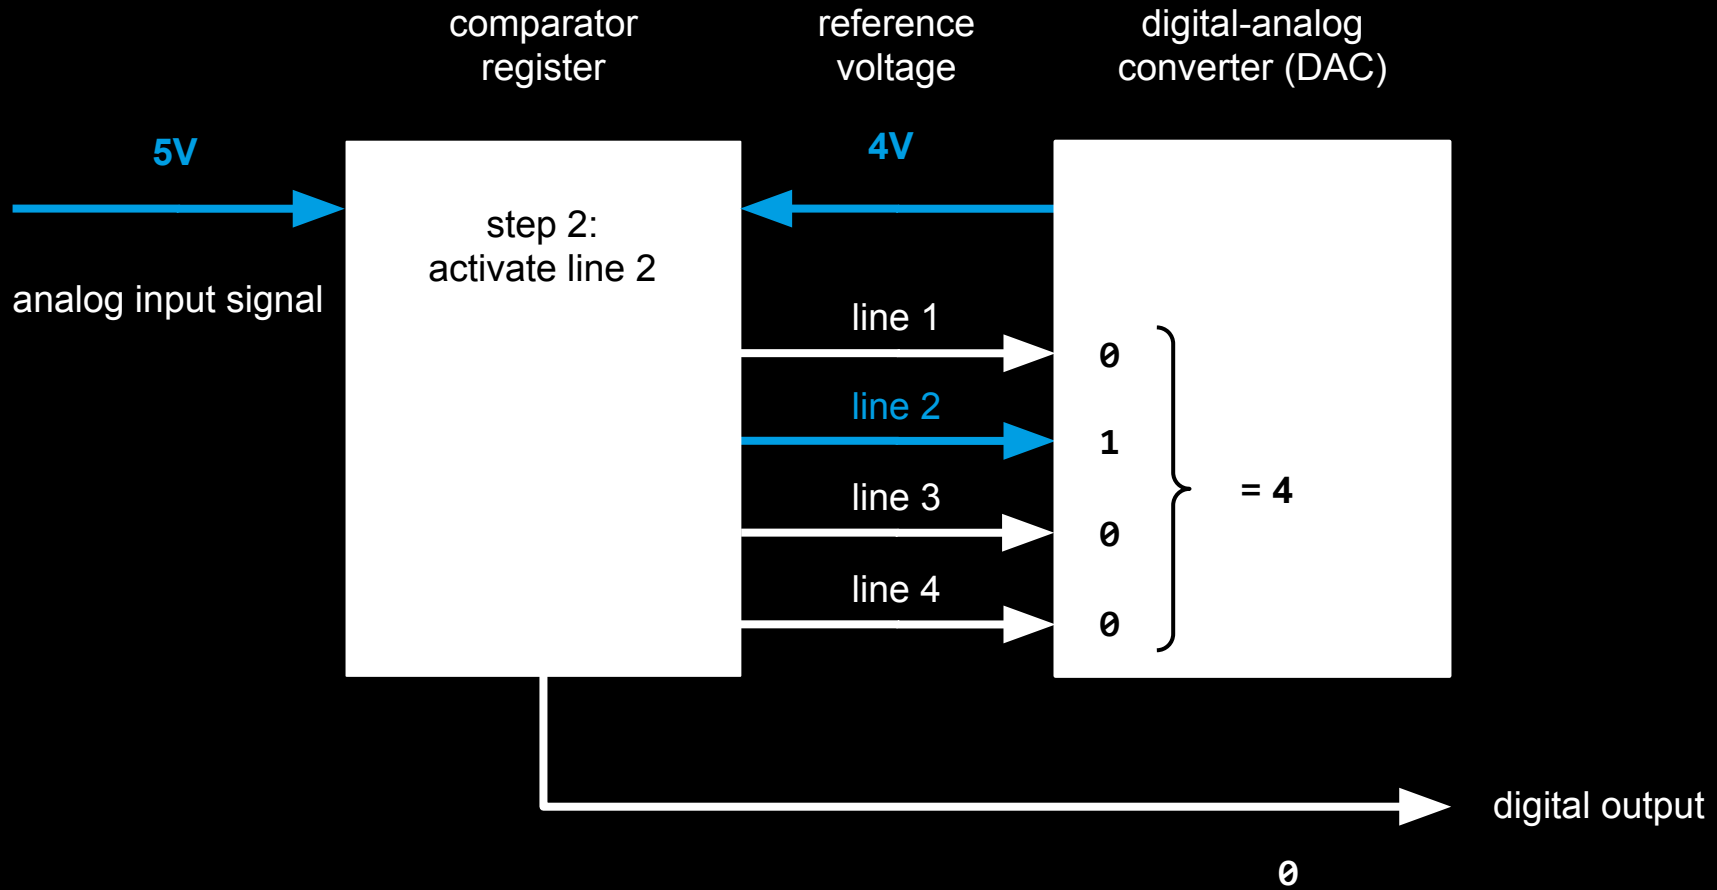 comparator
register
reference
voltage
digital-analog
converter (DAC)
5V
4V
step 2:
activate line 2
analog input signal
line 1
0
line 2
1
line 3
= 4
0
line 4
0
digital output
0